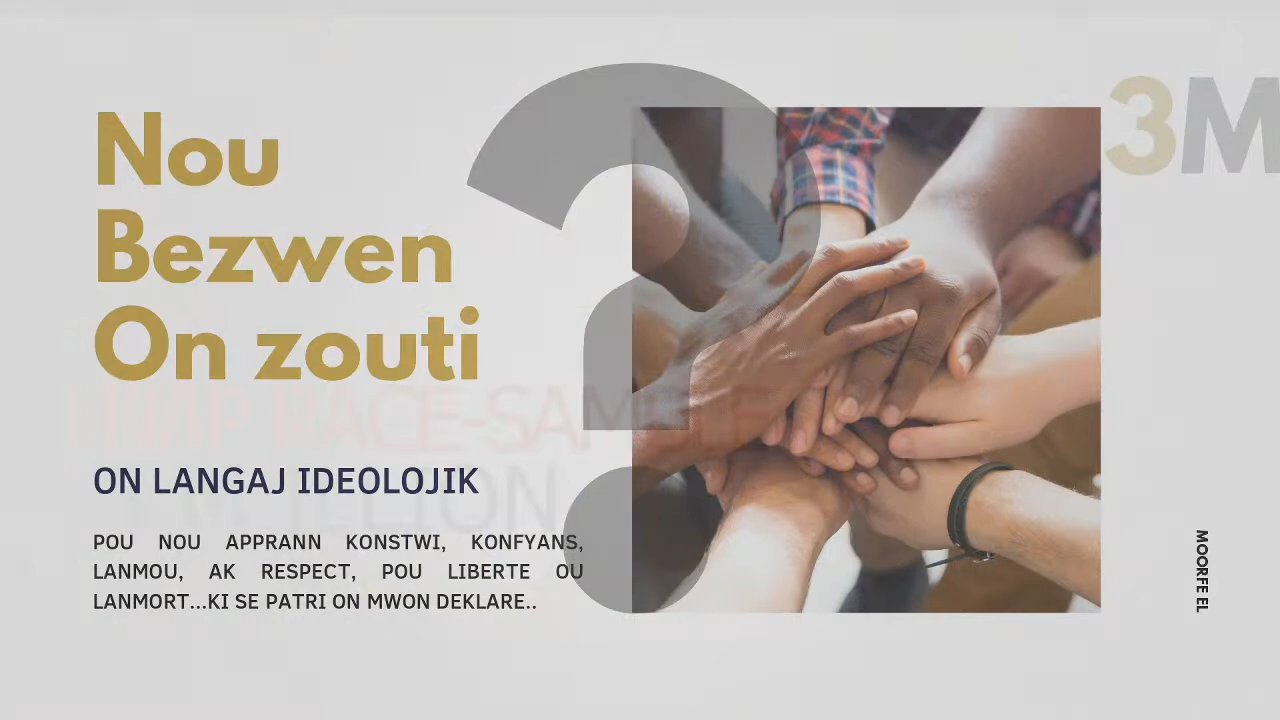 Nou
Bezwen
On zouti
3M
ON LANGAJ IDEOLOJIK
POU NOU APPRANN KONSTWI, KONFYANS,
LANMOU, AK RESPECT, POU LIBERTE OU
LANMORT...KI SE PATRI ON MWON DEKLARE..
MOORFE EL